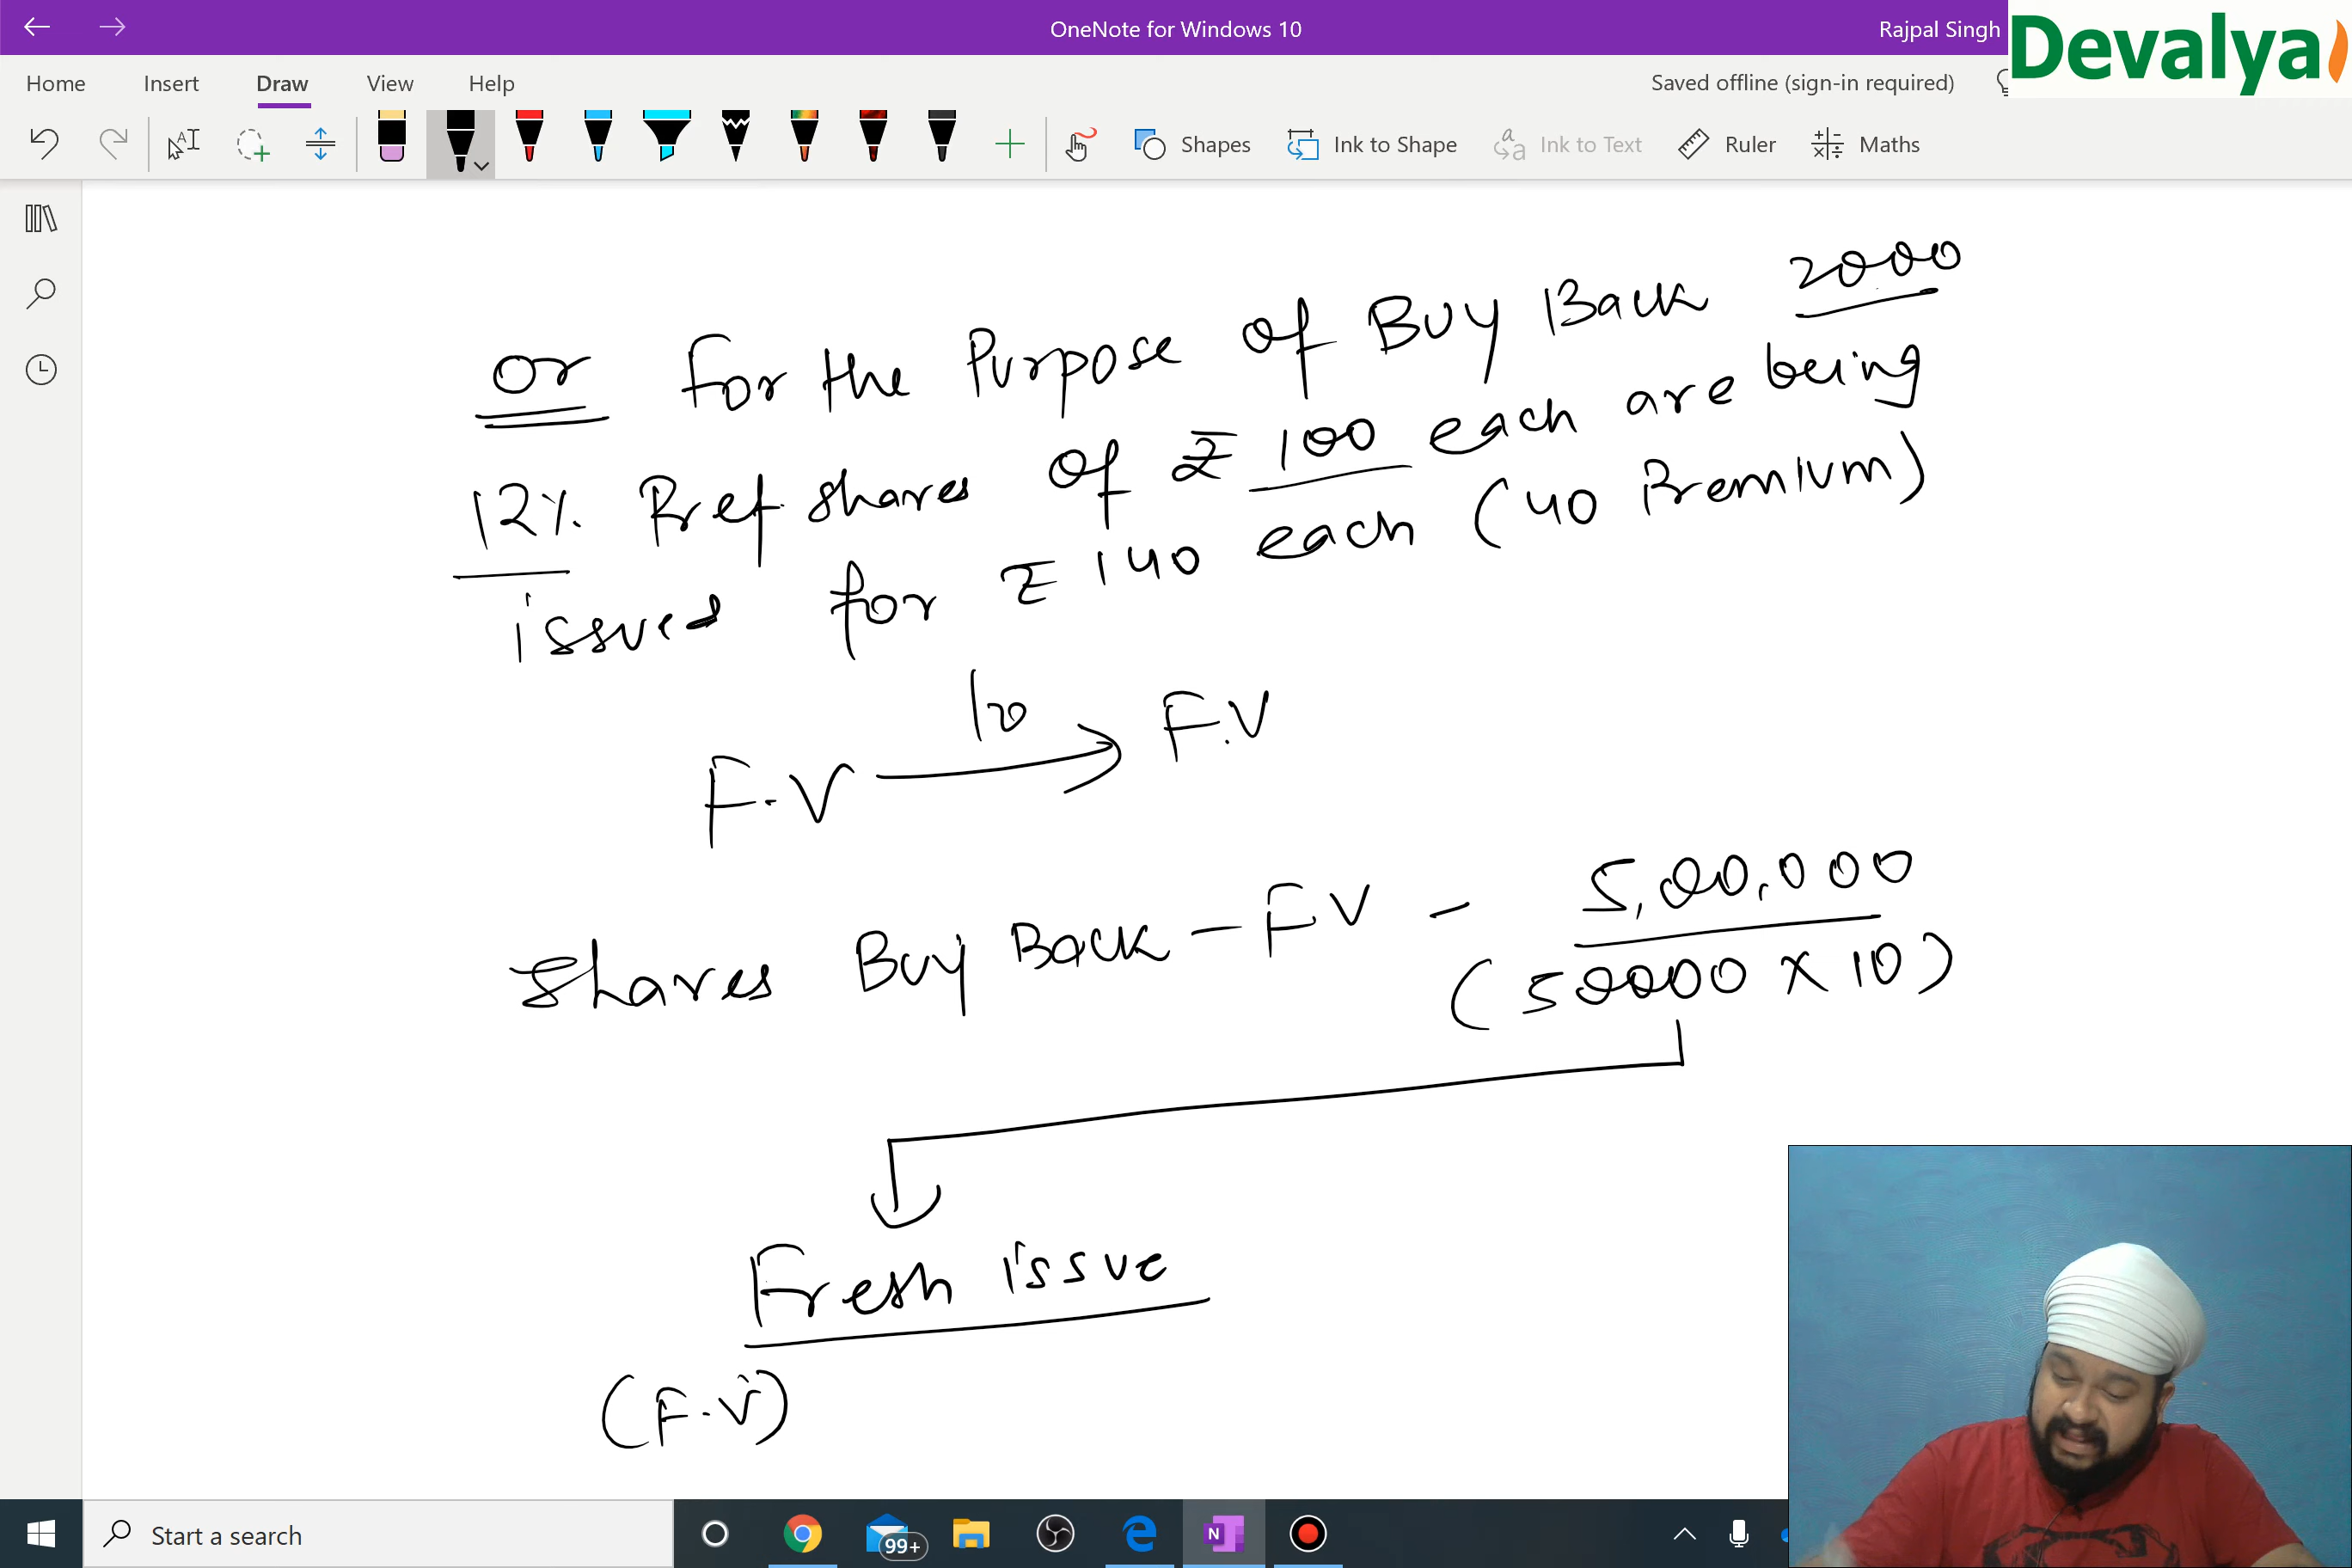 OneNote for Windows 10
Rajpal Singh
Devalya
Home Insert Draw View Help
Saved offline (sign-in required)
Shapes Ink to Shape Ink to Text Ruler Maths
or For the Purpose of Buy Back 2000
12% Pref shares of ₹ 100 each are being
issued for ₹ 140 each (40 Premium)
F.V → F.V
Shares Buy Back - FV - 5,00,000
(50000 × 10)
Fresh issue
(F.V)
Start a search
99+
N